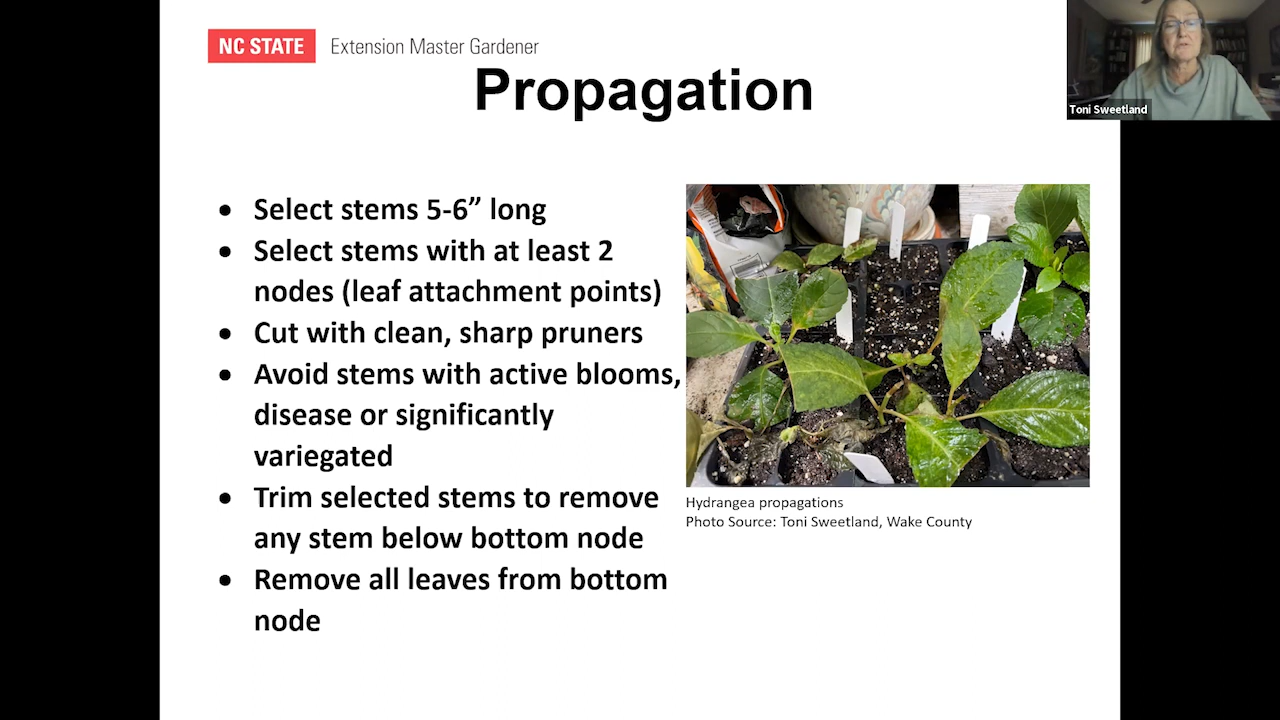 NC STATE Extension Master Gardener
Propagation
Toni Sweetland
• Select stems 5-6” long
• Select stems with at least 2
nodes (leaf attachment points)
• Cut with clean, sharp pruners
• Avoid stems with active blooms,
disease or significantly
variegated
• Trim selected stems to remove
any stem below bottom node
• Remove all leaves from bottom
node
Hydrangea propagations
Photo Source: Toni Sweetland, Wake County